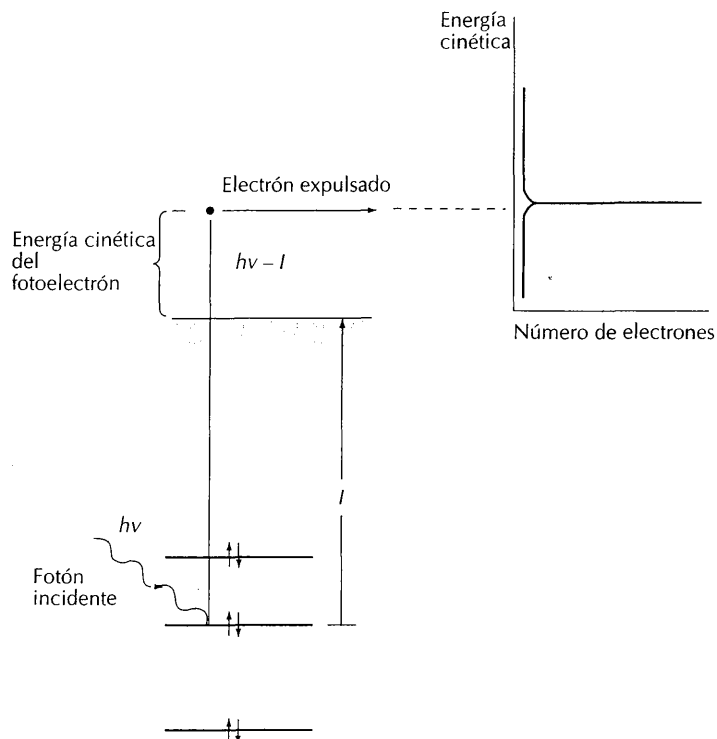 Energía
cinética
Electrón expulsado
Energía cinética
del
fotoelectrón
hν – I
Número de electrones
I
hν
Fotón
incidente